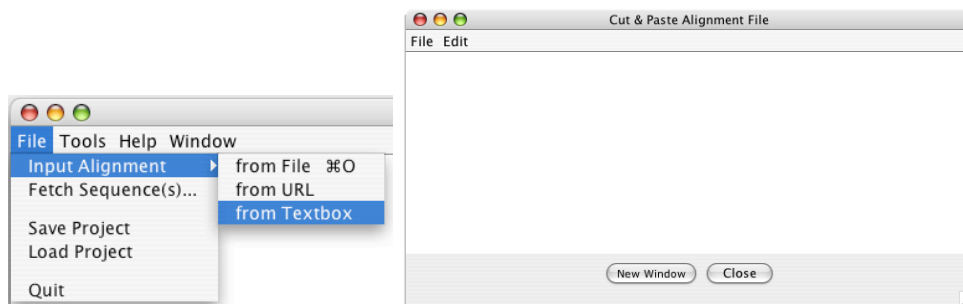 File Tools Help Window
Input Alignment
Fetch Sequence(s)...
Save Project
Load Project
Quit
from File ⌘O
from URL
from Textbox
Cut & Paste Alignment File
File Edit
New Window Close